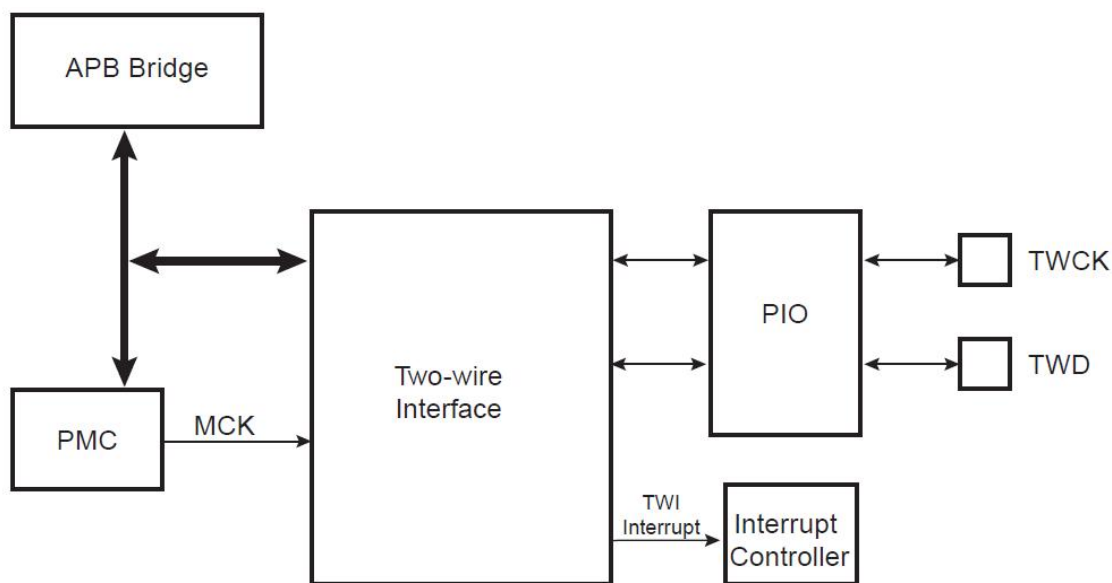 APB Bridge
TWCK
PIO
Two-wire
Interface
TWD
PMC
MCK
TWI
Interrupt
Interrupt
Controller